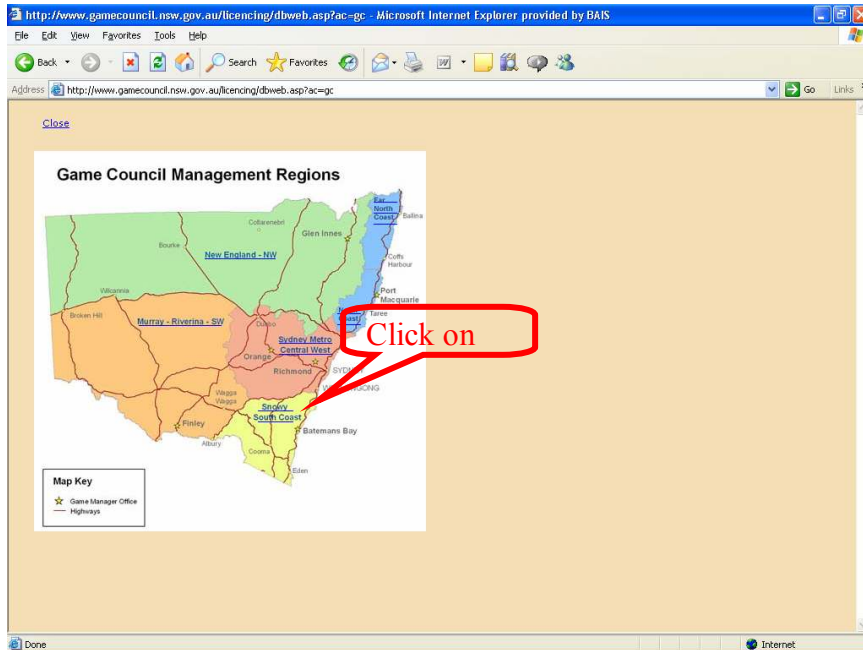 http://www.gamecouncil.nsw.gov.au/licencing/dbweb.asp?ac=gc - Microsoft Internet Explorer provided by BAIS
File Edit View Favorites Tools Help
Back Search Favorites
Address http://www.gamecouncil.nsw.gov.au/licencing/dbweb.asp?ac=gc Go Links
Close
Game Council Management Regions
Far
North
Coast
Ballina
Collarenebri
Glen Innes
Bourke
New England - NW
Coffs
Harbour
Wilcannia
Port
Macquarie
Broken Hill
Murray - Riverina - SW
Dubbo
Coast
Taree
Click on
Sydney Metro
Central West
Orange
Richmond
SYD
GONG
Wagga
Wagga
Snowy
South Coast
Finley
Batemans Bay
Albury
Cooma
Eden
Map Key
Game Manager Office
Highways
Done
Internet